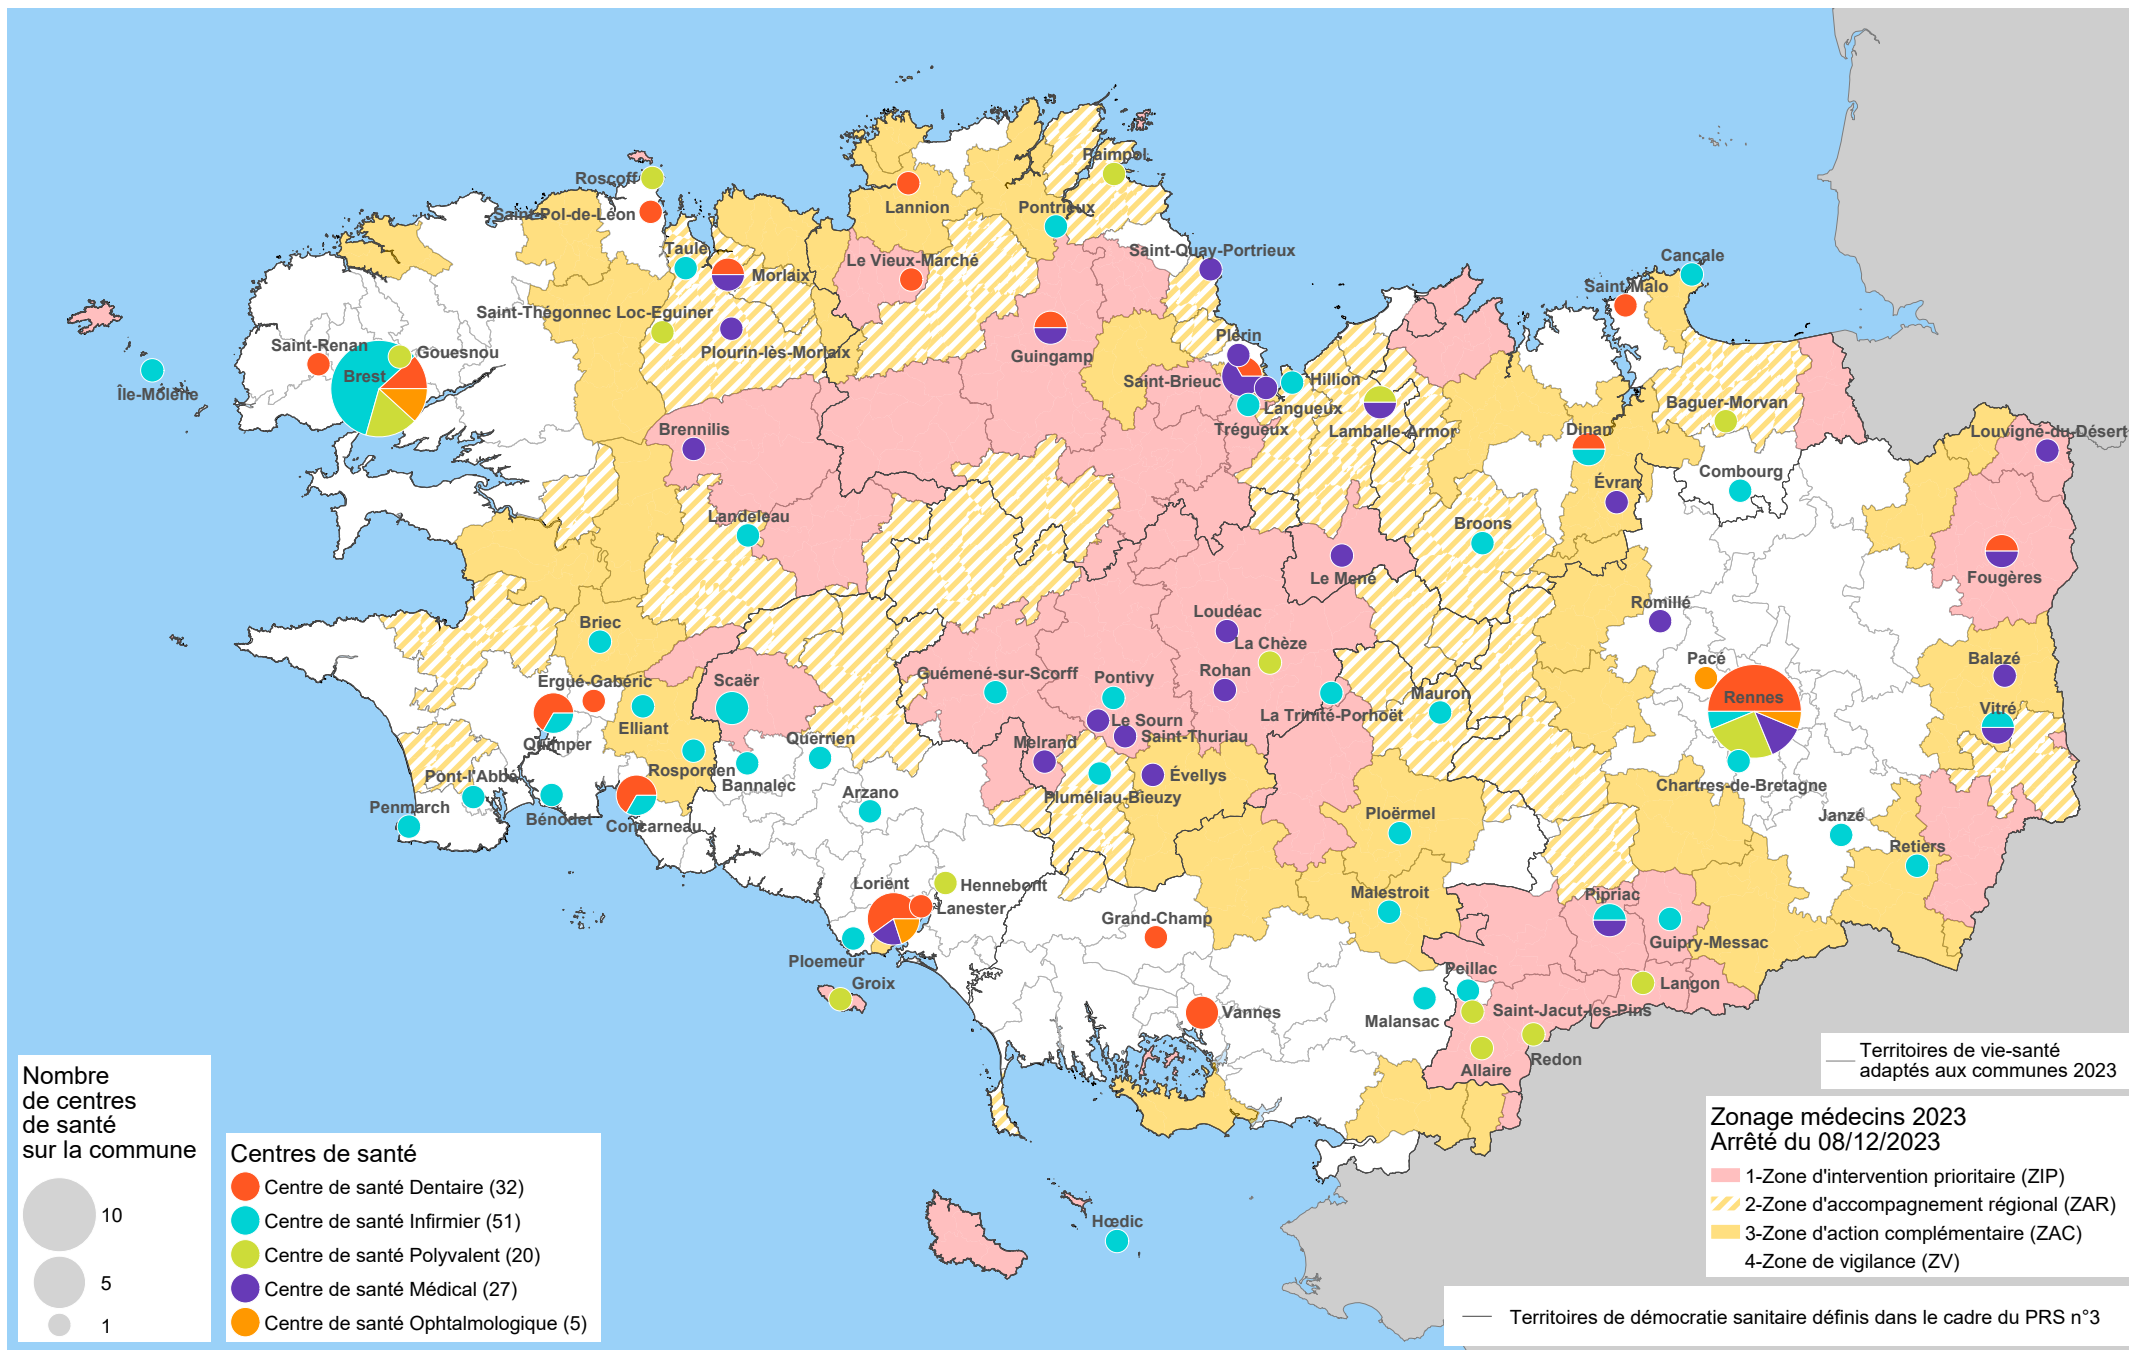 Paimpol
Roscoff
Saint-Pol-de-Léon
Lannion
Pontrieux
Taulé
Morlaix
Le Vieux-Marché
Saint-Quay-Portrieux
Cancale
Saint-Malo
Saint-Thégonnec Loc-Eguiner
Plourin-lès-Morlaix
Guingamp
Plérin
Saint-Renan
Gouesnou
Brest
Île-Molène
Saint-Brieuc
Hillion
Langueux
Trégueux
Lamballe-Armor
Baguer-Morvan
Dinan
Louvigné-du-Désert
Brennilis
Combourg
Évran
Landeleau
Broons
Le Mené
Fougères
Romillé
Briec
Loudéac
La Chèze
Pacé
Balazé
Ergué-Gabéric
Scaër
Guémené-sur-Scorff
Pontivy
Rohan
Mauron
Rennes
Elliant
La Trinité-Porhoët
Vitré
Le Sourn
Saint-Thuriau
Quimper
Querrien
Melrand
Rosporden
Pont-l'Abbé
Bannalec
Évellys
Pluméliau-Bieuzy
Chartres-de-Bretagne
Arzano
Penmarch
Bénodet
Concarneau
Ploërmel
Janzé
Retiers
Lorient
Hennebont
Lanester
Malestroit
Pipriac
Grand-Champ
Guipry-Messac
Ploemeur
Peillac
Groix
Langon
Vannes
Malansac
Saint-Jacut-les-Pins
Redon
Allaire
Hœdic
Nombre
de centres
de santé
sur la commune
10
5
1
Centres de santé
Centre de santé Dentaire (32)
Centre de santé Infirmier (51)
Centre de santé Polyvalent (20)
Centre de santé Médical (27)
Centre de santé Ophtalmologique (5)
Territoires de vie-santé
adaptés aux communes 2023
Zonage médecins 2023
Arrêté du 08/12/2023
1-Zone d'intervention prioritaire (ZIP)
2-Zone d'accompagnement régional (ZAR)
3-Zone d'action complémentaire (ZAC)
4-Zone de vigilance (ZV)
Territoires de démocratie sanitaire définis dans le cadre du PRS n°3